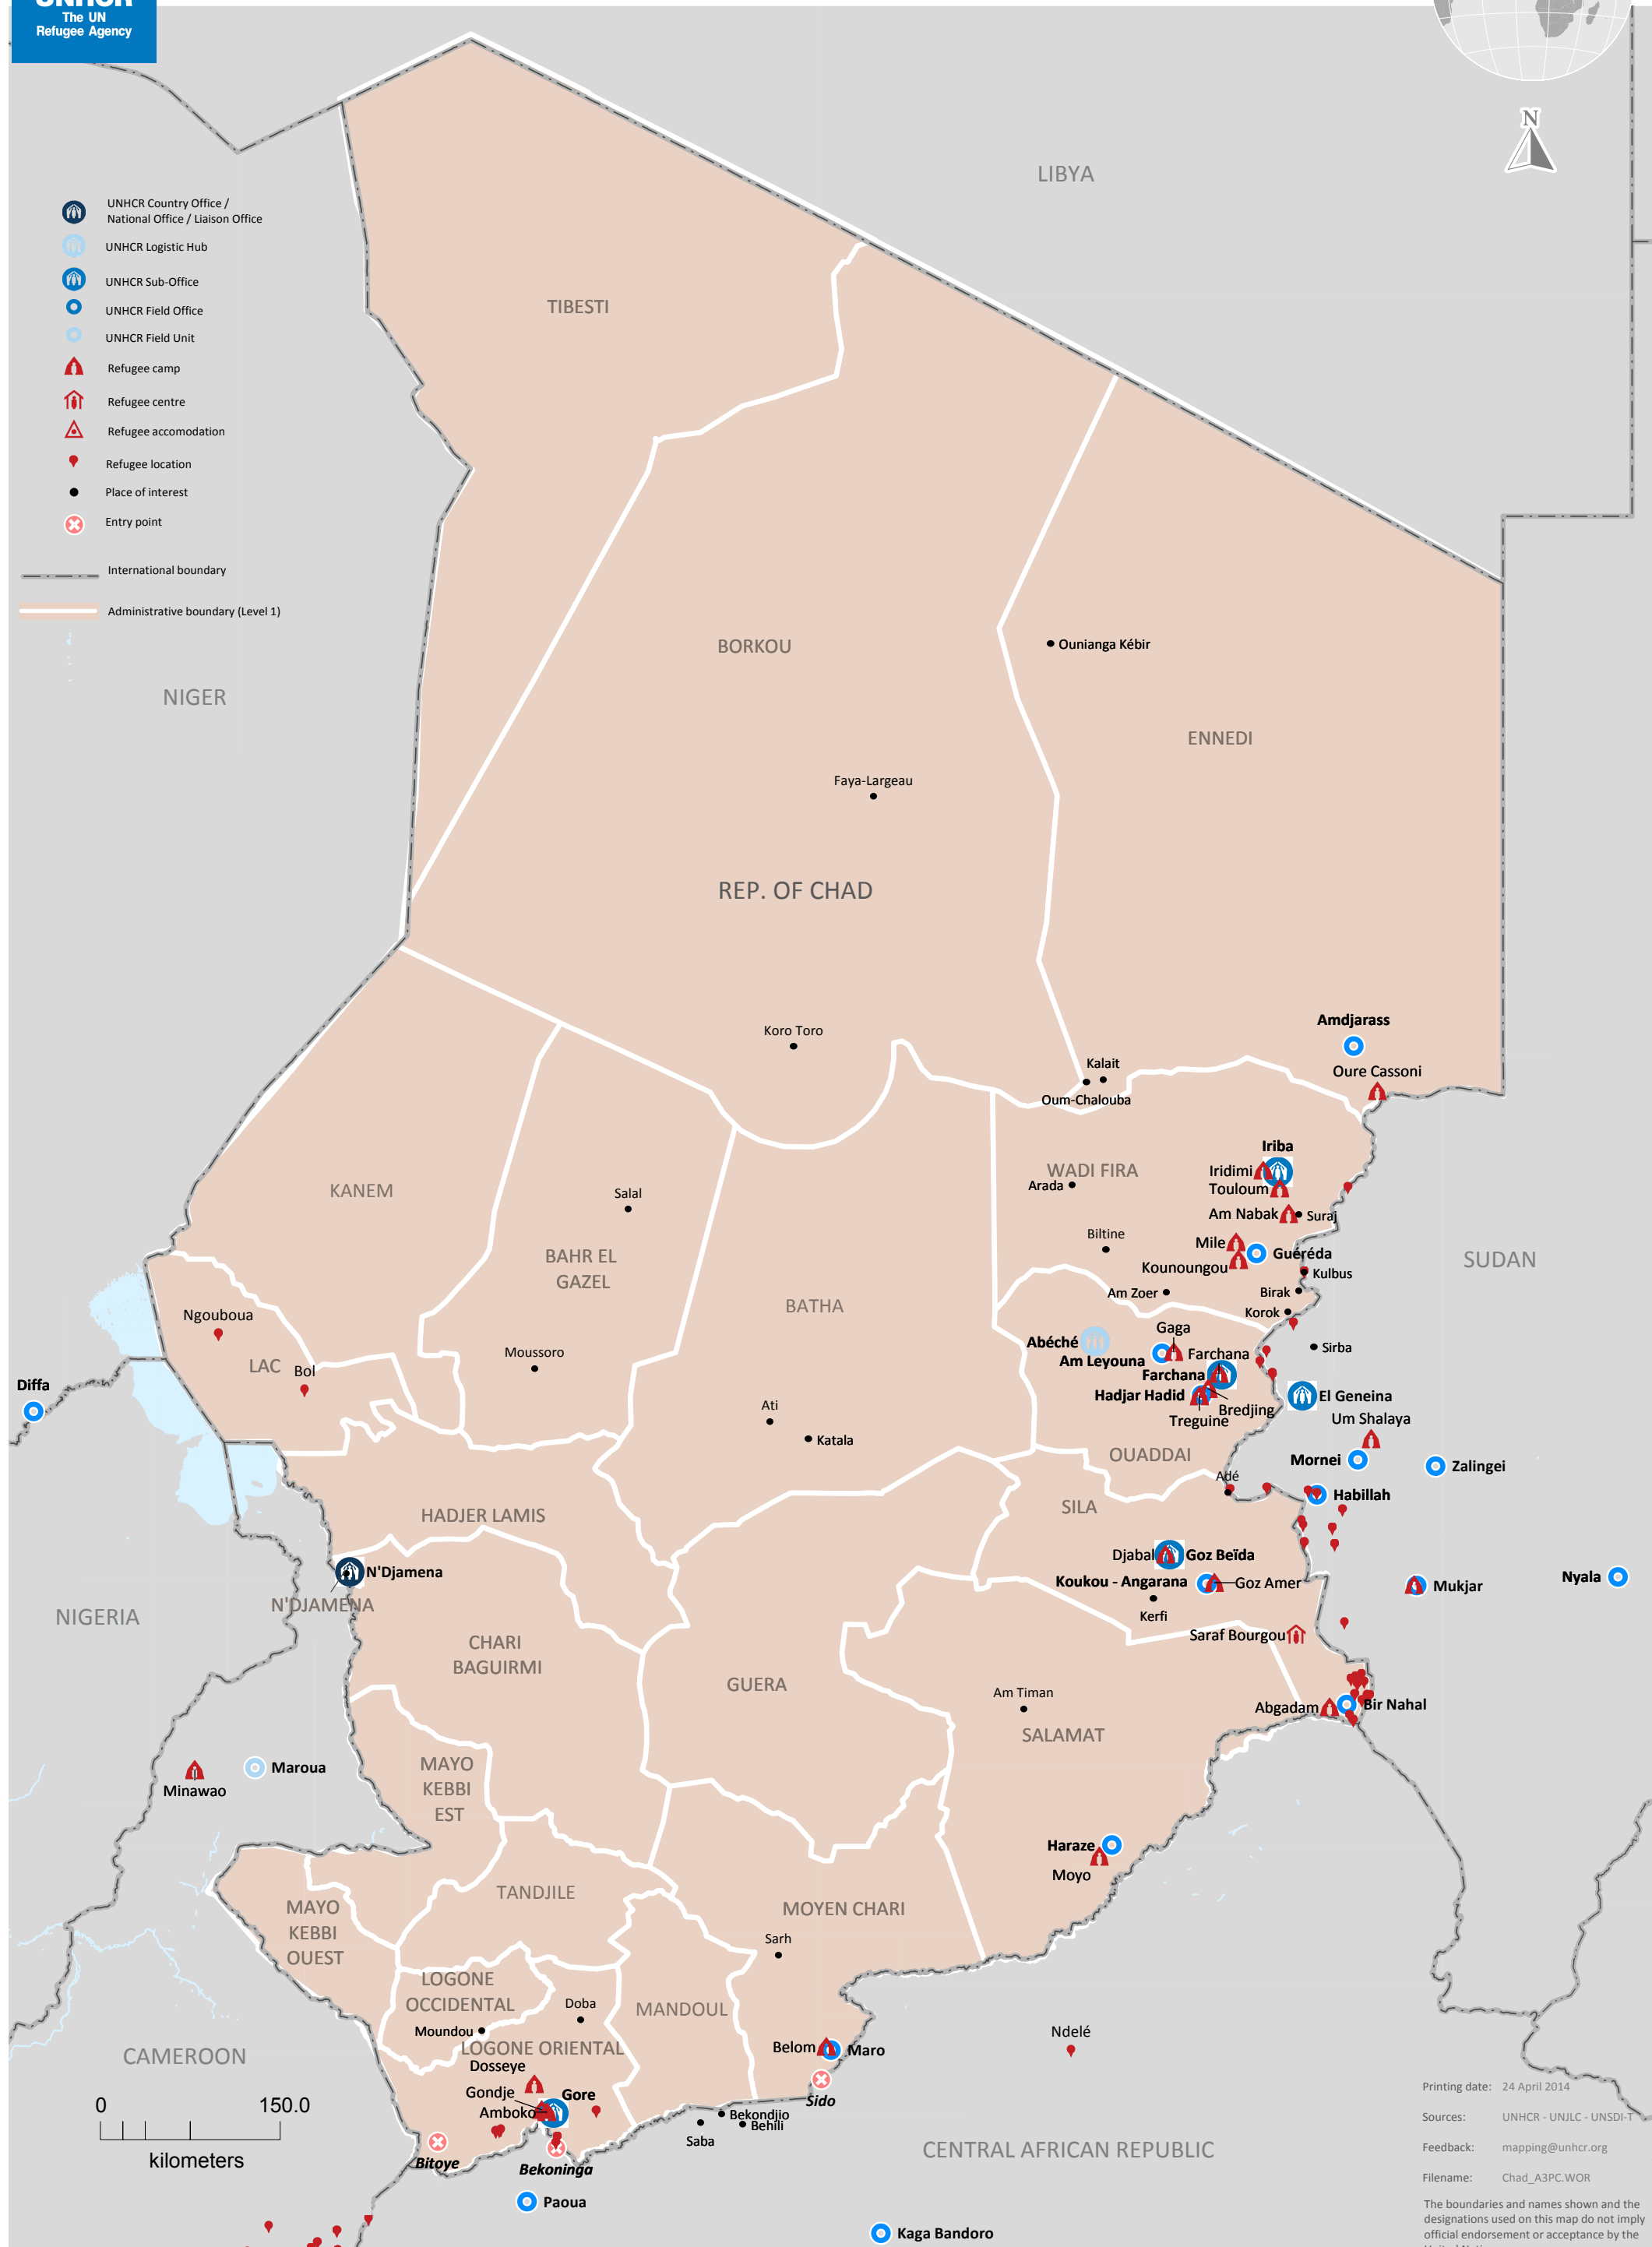 UNHCR
The UN
Refugee Agency
N
UNHCR Country Office /
National Office / Liaison Office
UNHCR Logistic Hub
UNHCR Sub-Office
UNHCR Field Office
UNHCR Field Unit
Refugee camp
Refugee centre
Refugee accomodation
Refugee location
Place of interest
Entry point
International boundary
Administrative boundary (Level 1)
LIBYA
TIBESTI
NIGER
BORKOU
Ounianga Kébir
ENNEDI
Faya-Largeau
REP. OF CHAD
Koro Toro
Amdjarass
Oure Cassoni
Kalait
Oum-Chalouba
Iriba
Iridimi
Touloum
WADI FIRA
Arada
Am Nabak
Suraj
KANEM
Salal
Biltine
Mile
Guéréda
Kounoungou
SUDAN
BAHR EL
GAZEL
Kulbus
Am Zoer
Birak
Korok
BATHA
Ngouboua
Gaga
Abéché
Am Leyouna
Farchana
Sirba
Moussoro
LAC
Bol
Farchana
Diffa
Hadjar Hadid
El Geneina
Ati
Bredjing
Treguine
Um Shalaya
Katala
OUADDAI
Mornei
Zalingei
Adé
Habillah
SILA
HADJER LAMIS
Djabal
Goz Beïda
N'Djamena
Koukou - Angarana
Goz Amer
Mukjar
Nyala
N'DJAMENA
NIGERIA
Kerfi
Saraf Bourgou
CHARI
BAGUIRMI
GUERA
Am Timan
Abgadam
Bir Nahal
SALAMAT
Maroua
Minawao
MAYO
KEBBI
EST
Haraze
Moyo
TANDJILE
MAYO
KEBBI
OUEST
MOYEN CHARI
Sarh
LOGONE
OCCIDENTAL
Doba
MANDOUL
Moundou
LOGONE ORIENTAL
Ndelé
Belom
Maro
CAMEROON
Dosseye
Gondje
Gore
Amboko
Sido
Bekondjio
Behili
Saba
0
150.0
kilometers
Bitoye
Bekoninga
CENTRAL AFRICAN REPUBLIC
Paoua
Kaga Bandoro
Printing date: 24 April 2014
Sources: UNHCR - UNJLC - UNSDI-T
Feedback: mapping@unhcr.org
Filename: Chad_A3PC.WOR
The boundaries and names shown and the
designations used on this map do not imply
official endorsement or acceptance by the